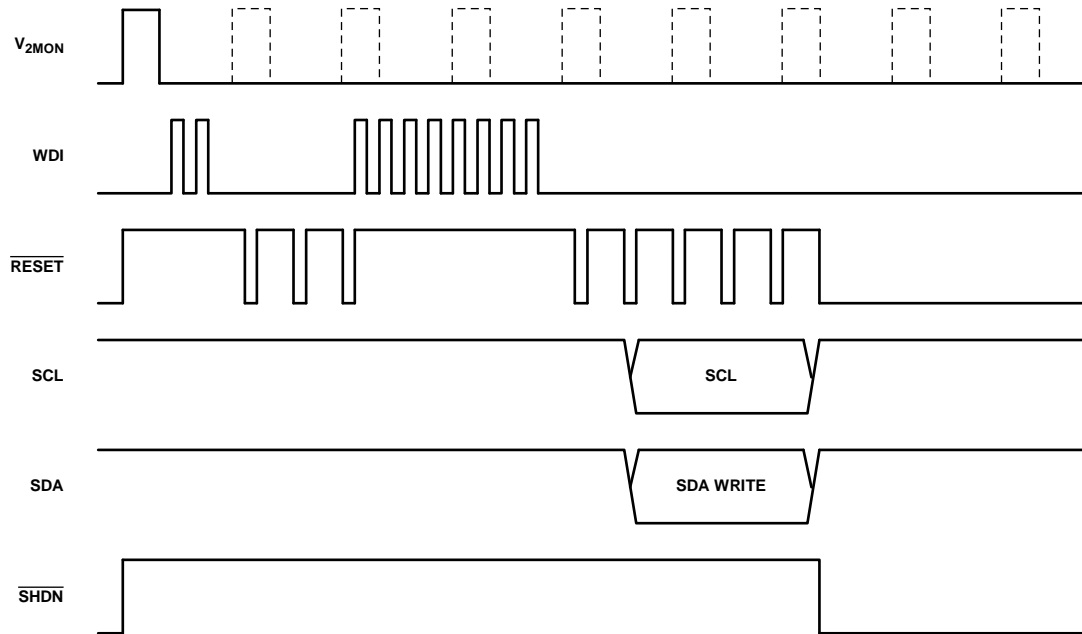 V2MON
WDI
RESET
SCL
SCL
SDA
SDA WRITE
SHDN